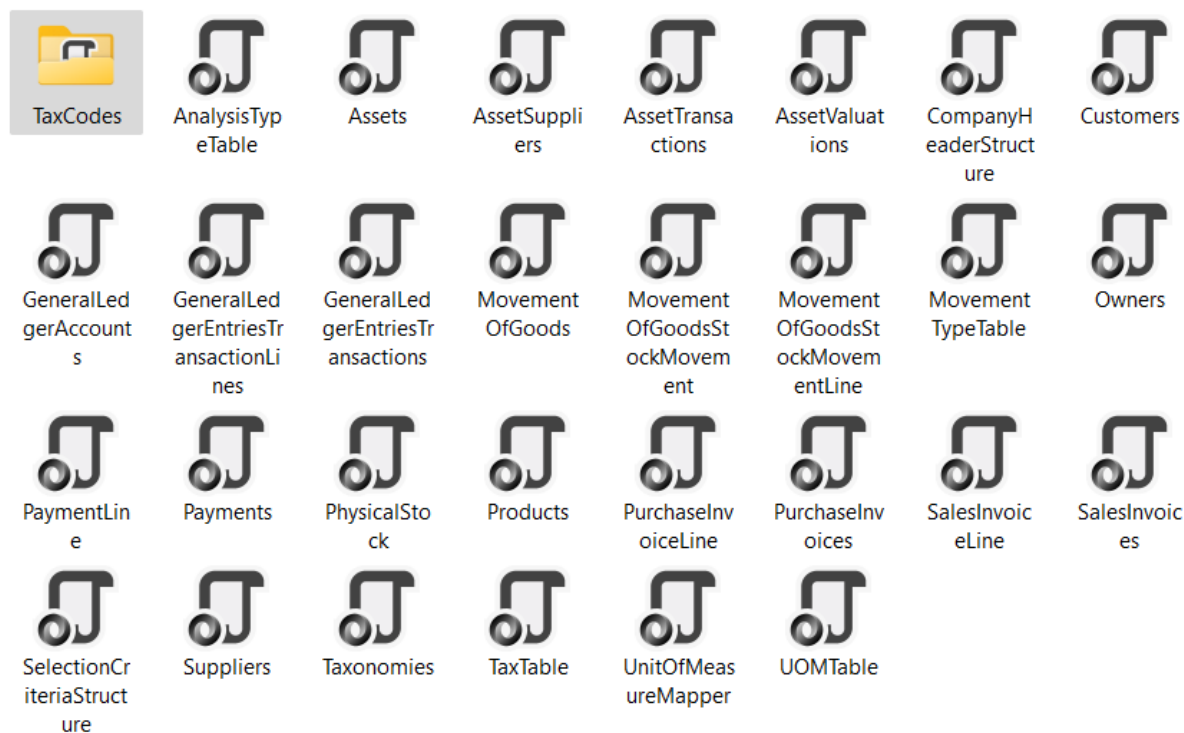 TaxCodes
AnalysisTyp
eTable
Assets
AssetSuppli
ers
AssetTransa
ctions
AssetValuat
ions
CompanyH
eaderStruct
ure
Customers
GeneralLed
gerAccount
s
GeneralLed
gerEntriesTr
ansactionLi
nes
GeneralLed
gerEntriesTr
ansactions
Movement
OfGoods
Movement
OfGoodsSt
ockMovem
ent
Movement
OfGoodsSt
ockMovem
entLine
Movement
TypeTable
Owners
PaymentLin
e
Payments
PhysicalSto
ck
Products
PurchaseInv
oiceLine
PurchaseInv
oices
SalesInvoic
eLine
SalesInvoic
es
SelectionCr
iteriaStruct
ure
Suppliers
Taxonomies
TaxTable
UnitOfMeas
ureMapper
UOMTable